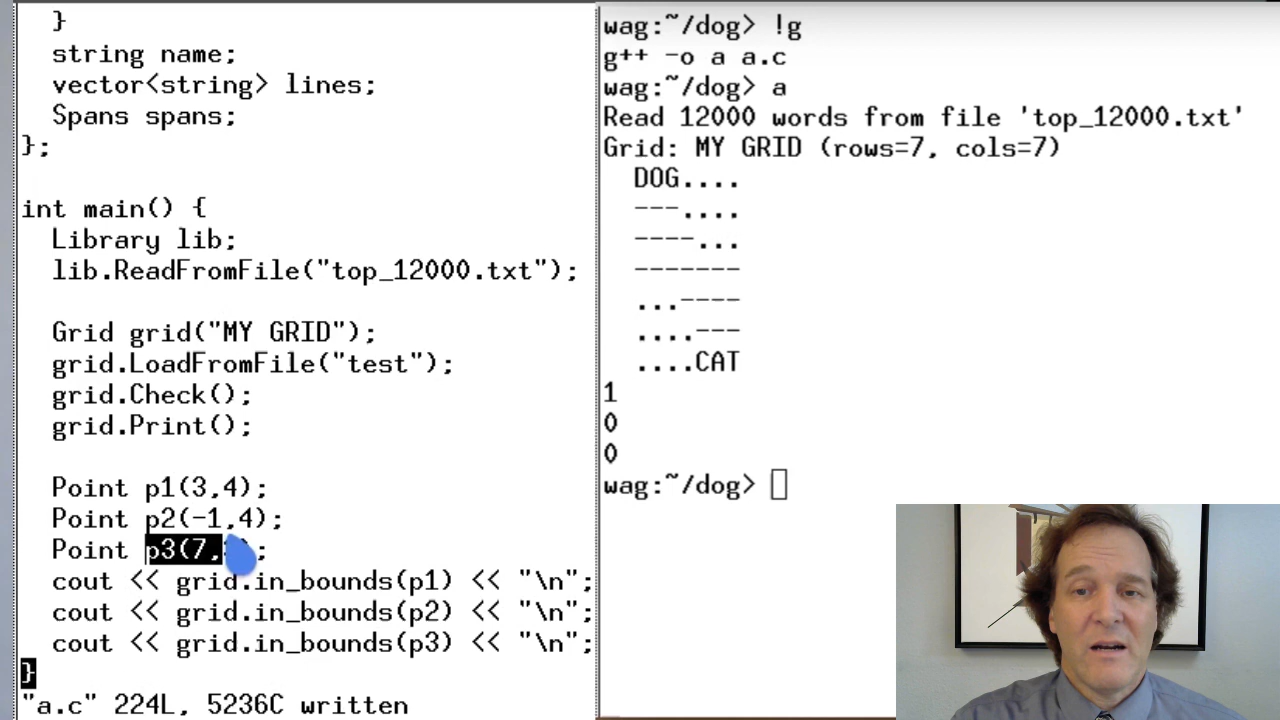 }
string name;
vector<string> lines;
Spans spans;
};
int main() {
Library lib;
lib.ReadFromFile("top_12000.txt");
Grid grid("MY GRID");
grid.LoadFromFile("test");
grid.Check();
grid.Print();
Point p1(3,4);
Point p2(-1,4);
Point p3(7,
cout << grid.in_bounds(p1) << "\n";
cout << grid.in_bounds(p2) << "\n";
cout << grid.in_bounds(p3) << "\n";
}
"a.c" 224L, 5236C written
wag:~/dog> !g
g++ -o a a.c
wag:~/dog> a
Read 12000 words from file 'top_12000.txt'
Grid: MY GRID (rows=7, cols=7)
DOG....
---....
----...
-------
...----
....---
....CAT
1
0
0
wag:~/dog>